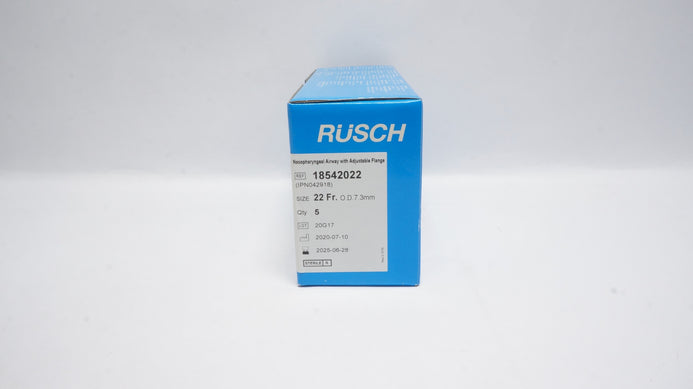 RÜSCH
Nasopharyngeal Airway with Adjustable Flange
REF 18542022
(IPN042918)
SIZE 22 Fr. O.D.7.3mm
Qty 5
LOT 20G17
2020-07-10
2025-06-28
STERILE R